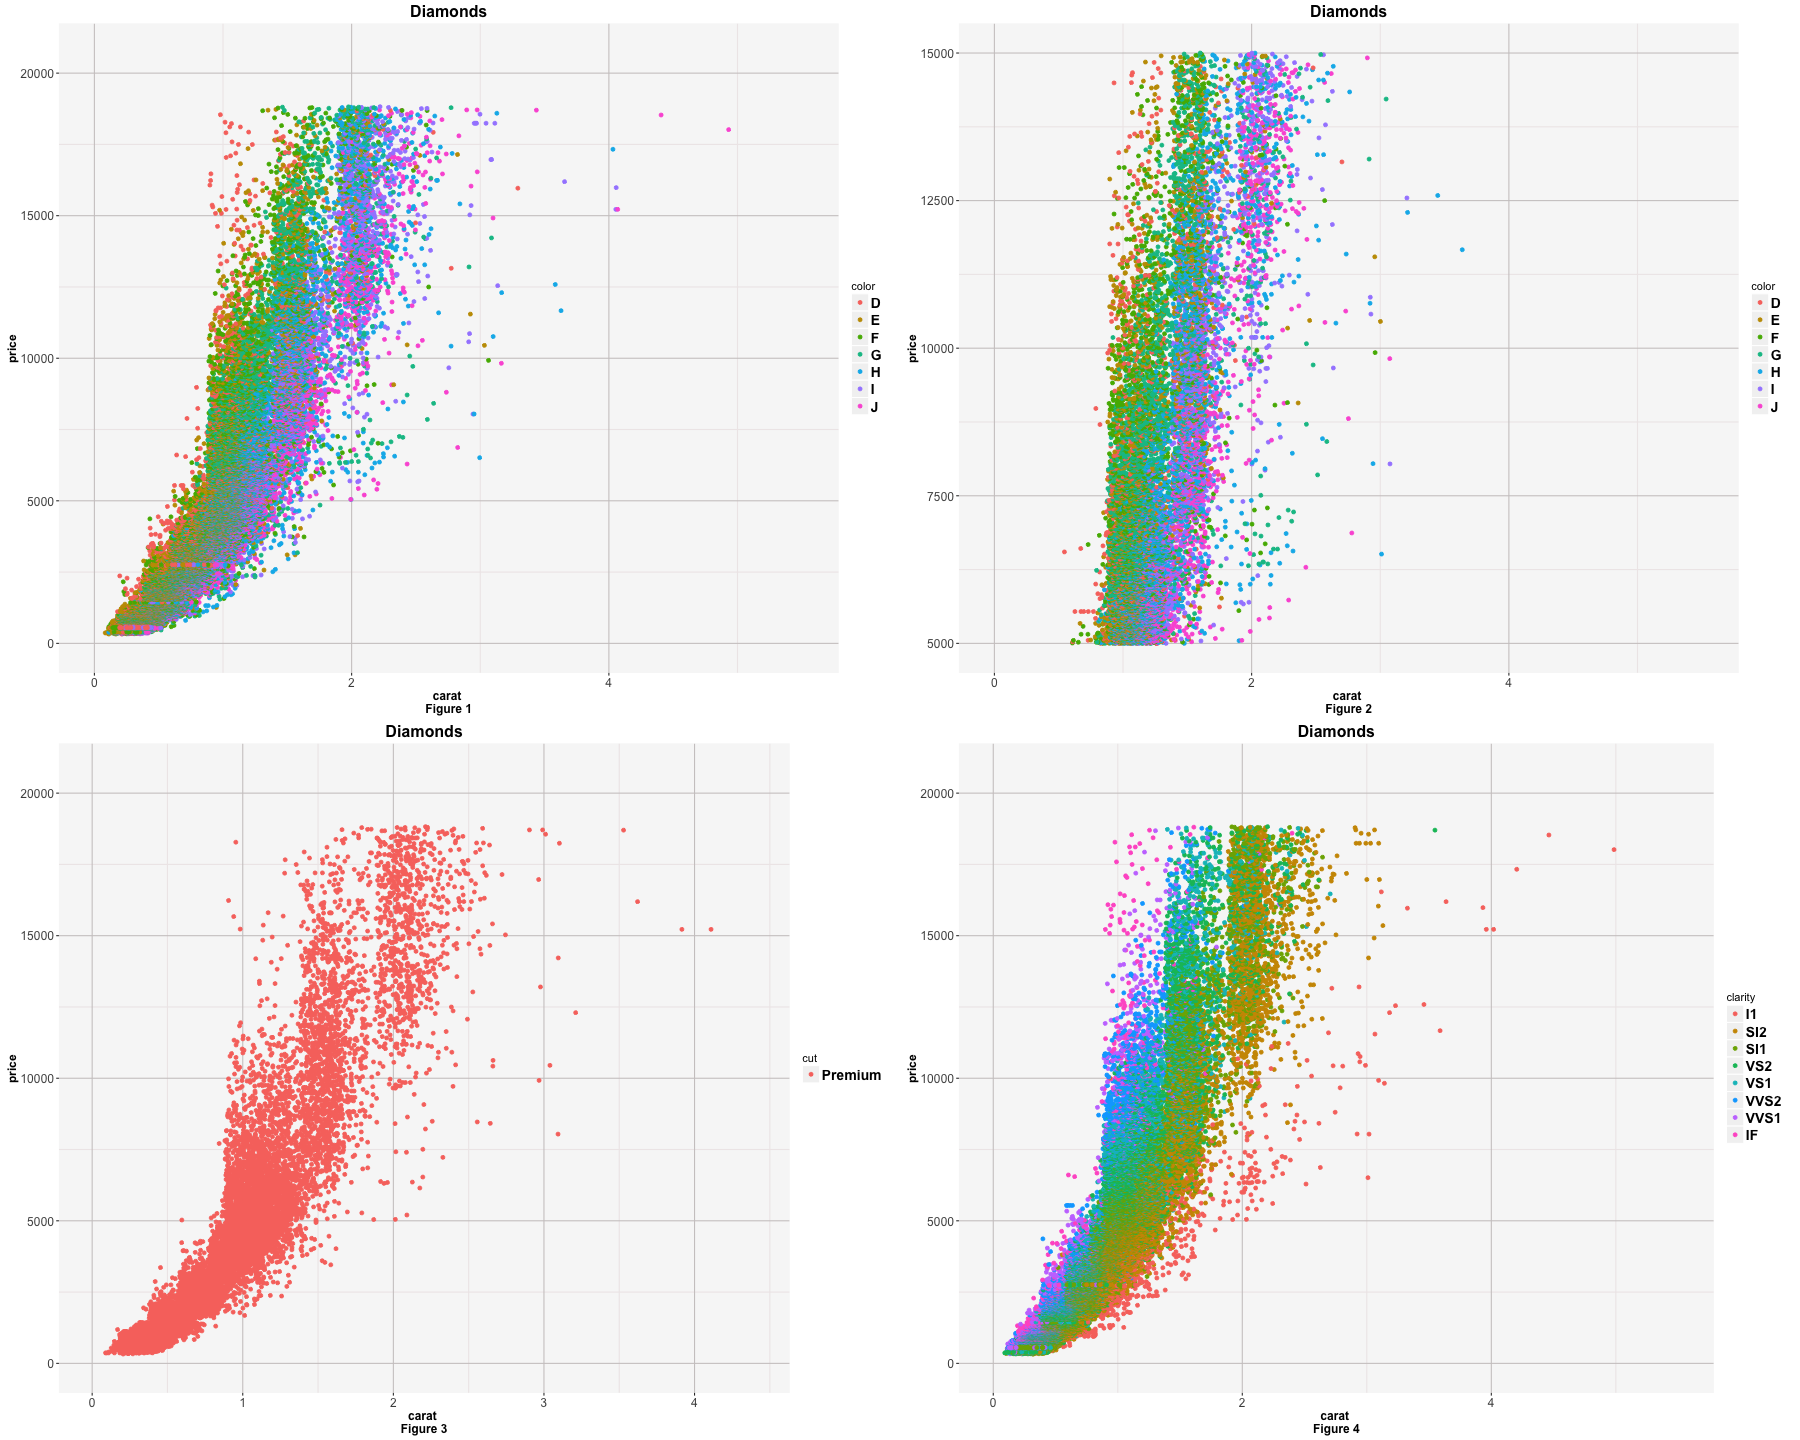 Diamonds
20000
15000
10000
5000
0
price
0 2 4
carat
Figure 1
color
D
E
F
G
H
I
J
Diamonds
15000
12500
10000
7500
5000
price
0 2 4
carat
Figure 2
color
D
E
F
G
H
I
J
Diamonds
20000
15000
10000
5000
0
price
0 1 2 3 4
carat
Figure 3
cut
Premium
Diamonds
20000
15000
10000
5000
0
price
0 2 4
carat
Figure 4
clarity
I1
SI2
SI1
VS2
VS1
VVS2
VVS1
IF